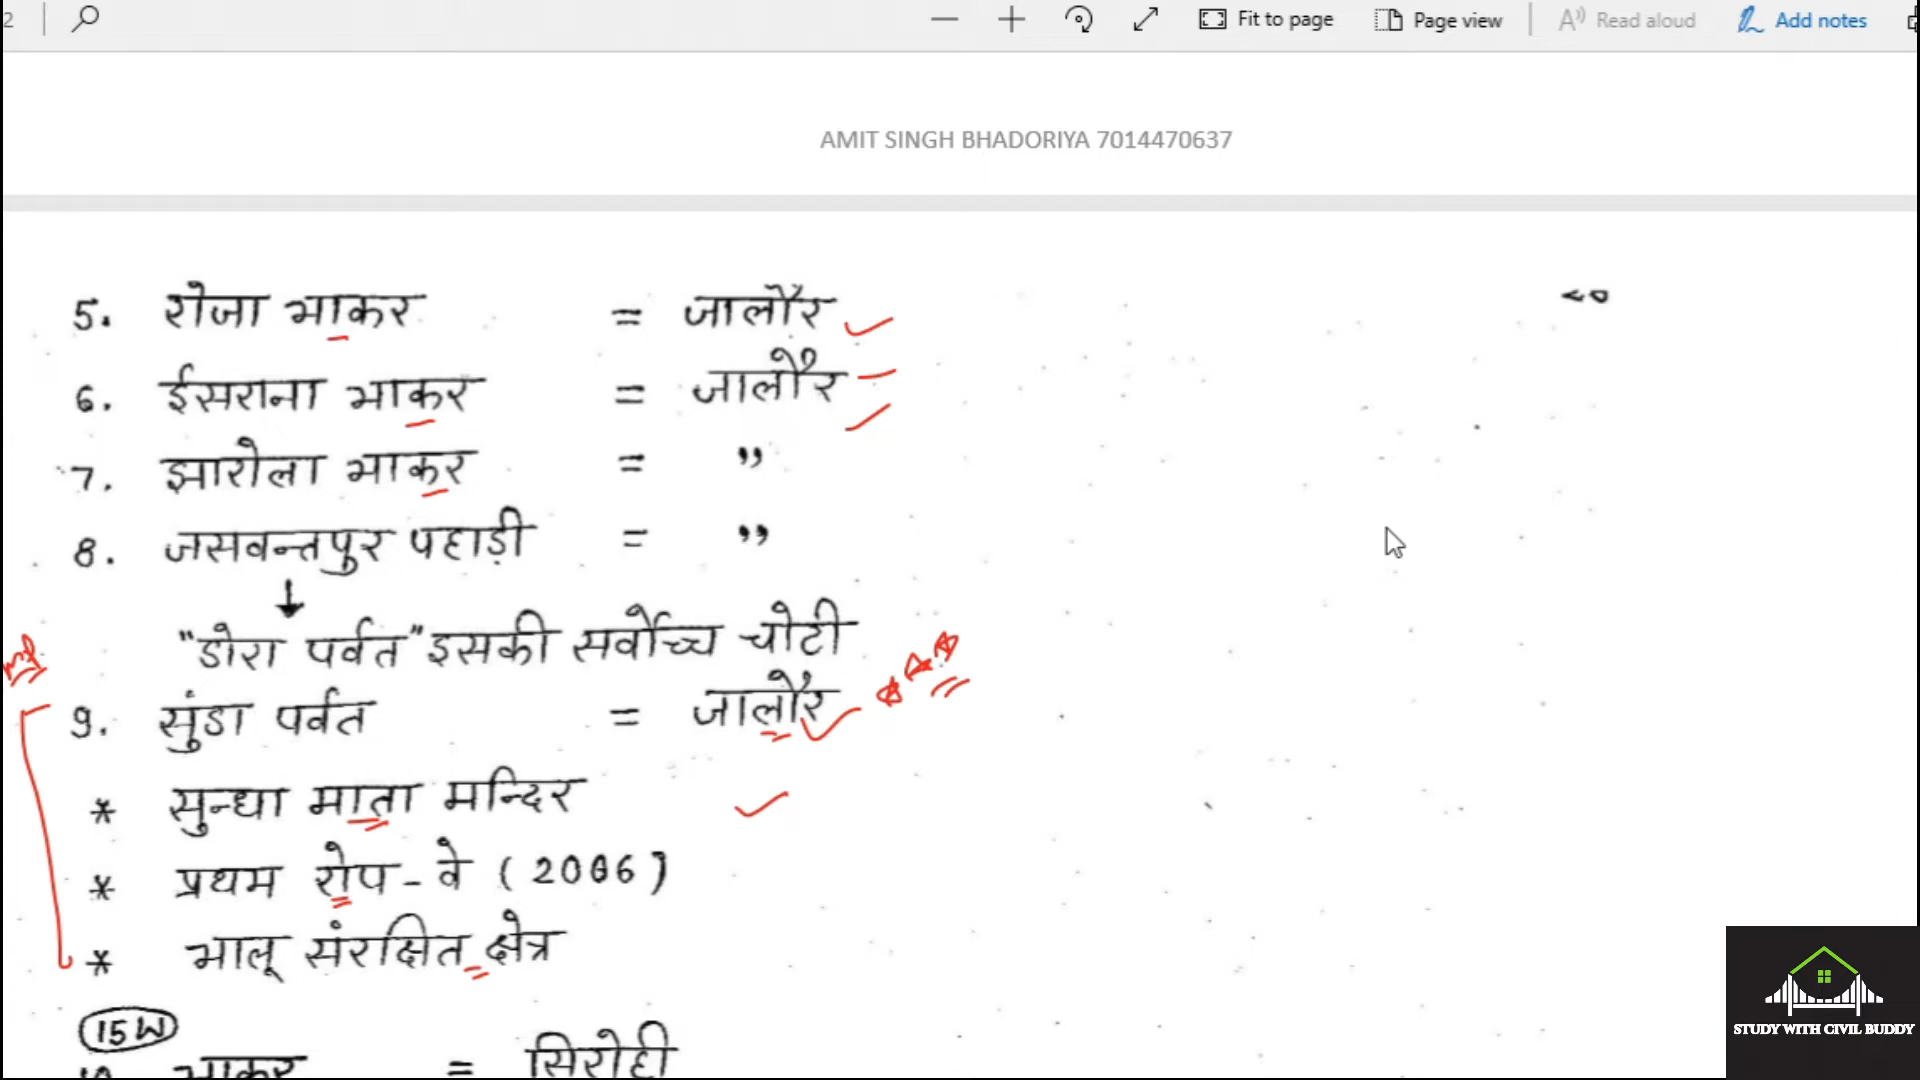 2 Fit to page Page view Read aloud Add notes
AMIT SINGH BHADORIYA 7014470637
5. रोजा भाकर = जालौर
6. ईसराना भाकर = जालौर
7. झारोला भाकर = "
8. जसवन्तपुर पहाड़ी = "
↓
"डोरा पर्वत" इसकी सर्वोच्च चोटी
9. सुंडा पर्वत = जालौर
* सुन्धा माता मन्दिर
* प्रथम रोप-वे (2006)
* भालू संरक्षित क्षेत्र
भाकर = सिरोही
STUDY WITH CIVIL BUDDY